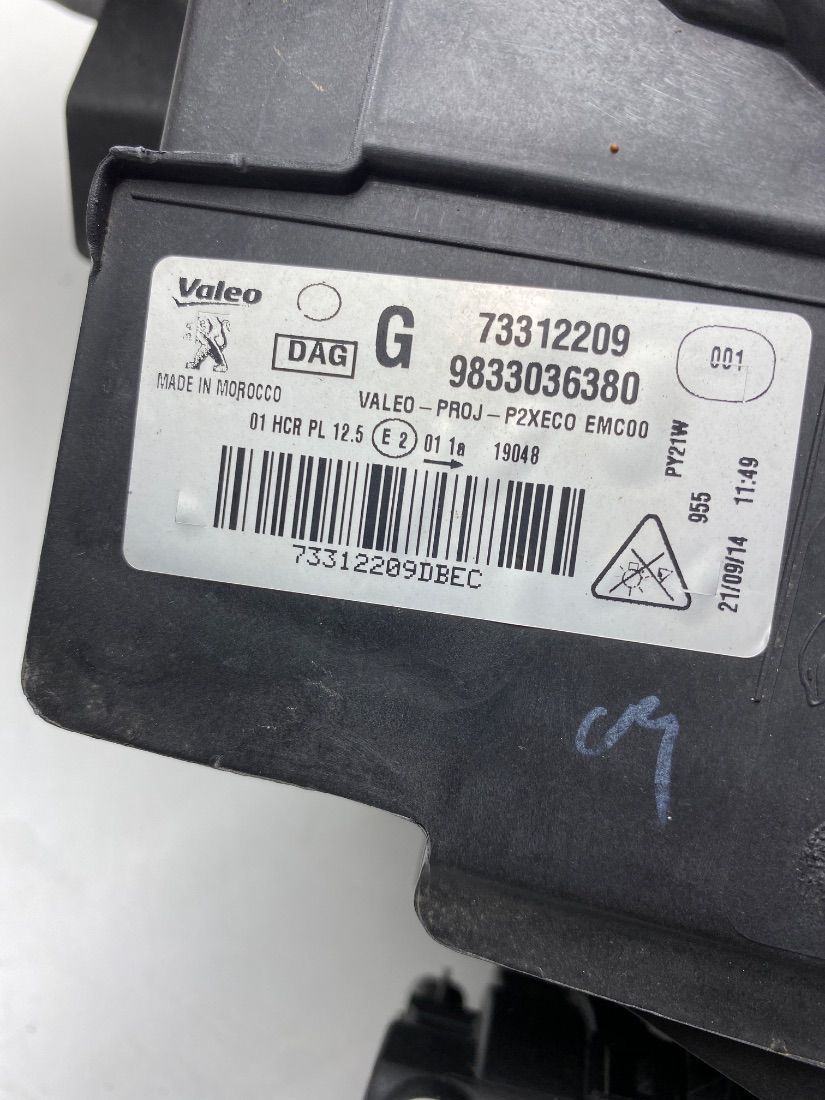 Valeo
DAG
G
73312209
9833036380
001
MADE IN MOROCCO
VALEO-PROJ-P2XECO EMC00
01 HCR PL 12.5 E 2 01 1a 19048
73312209DBEC
PY21W
955
21/09/14 11:49